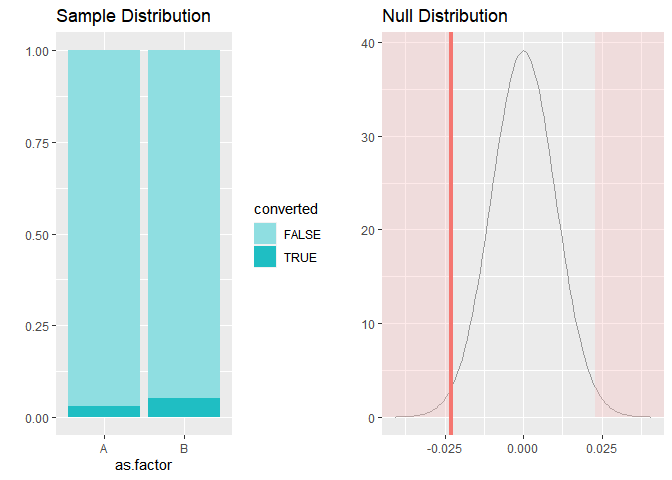 Sample Distribution
1.00
0.75
0.50
0.25
0.00
A B
as.factor
converted
FALSE
TRUE
Null Distribution
40
30
20
10
0
-0.025 0.000 0.025